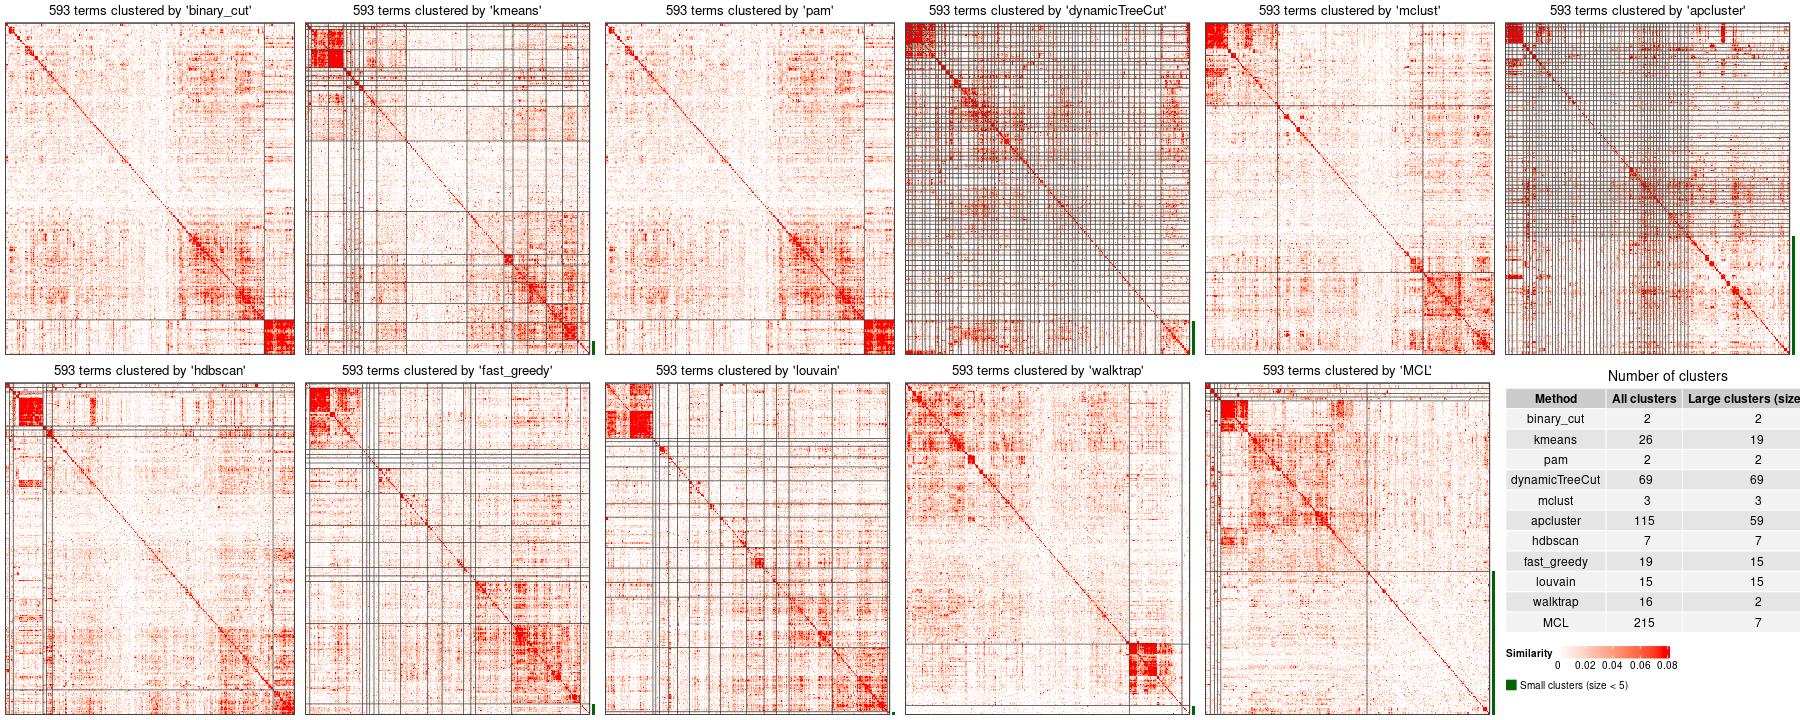 593 terms clustered by 'binary_cut'
593 terms clustered by 'kmeans'
593 terms clustered by 'pam'
593 terms clustered by 'dynamicTreeCut'
593 terms clustered by 'mclust'
593 terms clustered by 'apcluster'
593 terms clustered by 'hdbscan'
593 terms clustered by 'fast_greedy'
593 terms clustered by 'louvain'
593 terms clustered by 'walktrap'
593 terms clustered by 'MCL'
Number of clusters
Method All clusters Large clusters (size
binary_cut 2 2
kmeans 26 19
pam 2 2
dynamicTreeCut 69 69
mclust 3 3
apcluster 115 59
hdbscan 7 7
fast_greedy 19 15
louvain 15 15
walktrap 16 2
MCL 215 7
Similarity
0 0.02 0.04 0.06 0.08
Small clusters (size < 5)